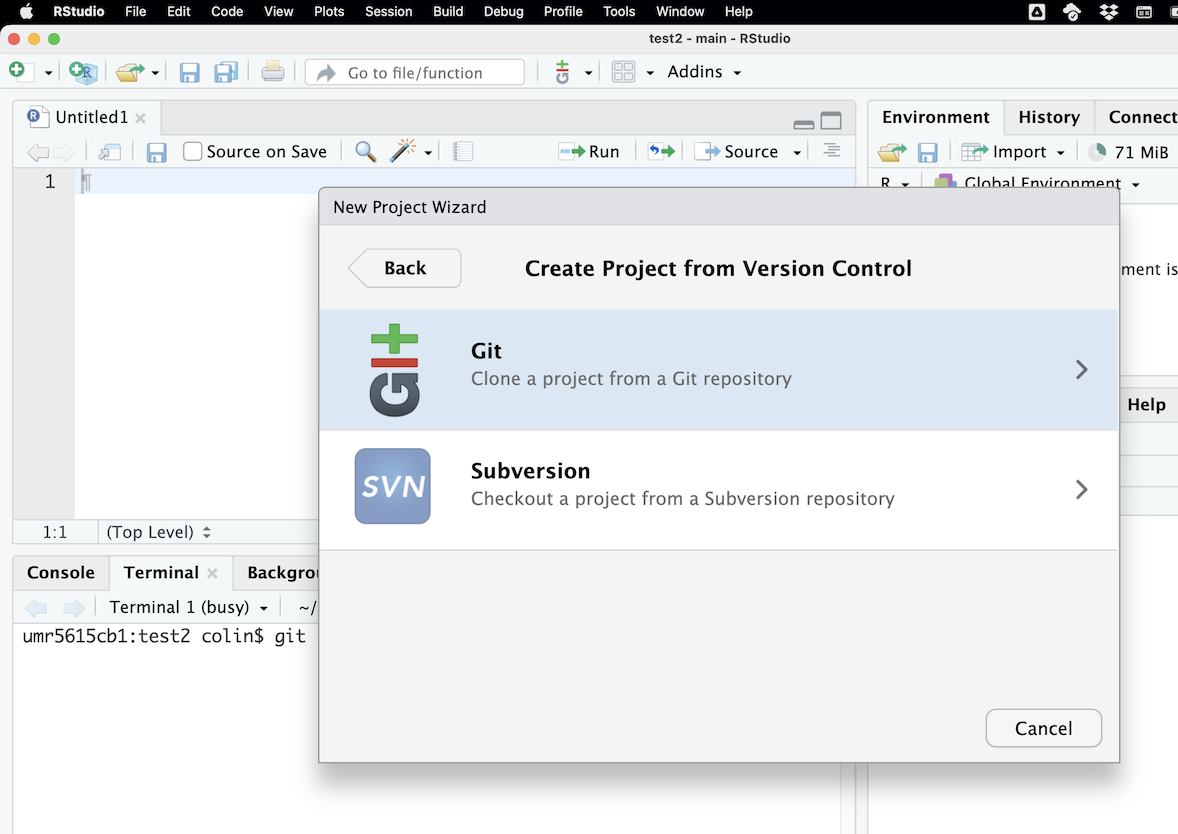 RStudio File Edit Code View Plots Session Build Debug Profile Tools Window Help
test2 - main - RStudio
Go to file/function Addins
Untitled1
Source on Save Run Source
1
1:1 (Top Level)
Environment History Connect
Import 71 MiB
R Global Environment
ment is
Help
New Project Wizard
Back
Create Project from Version Control
Git
Git
Clone a project from a Git repository
SVN
Subversion
Checkout a project from a Subversion repository
Cancel
Console Terminal Backgrou
Terminal 1 (busy) ~/
umr5615cb1:test2 colin$ git